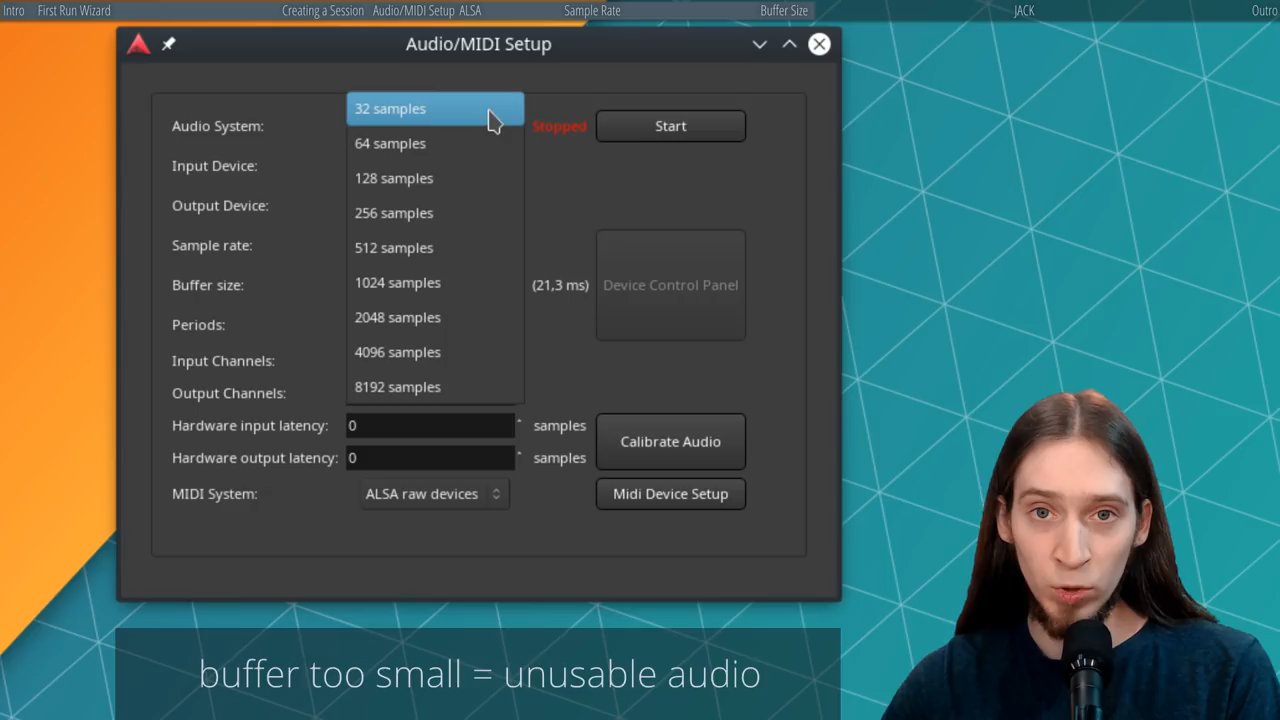 Intro First Run Wizard Creating a Session Audio/MIDI Setup ALSA Sample Rate Buffer Size JACK Outro
Audio/MIDI Setup
32 samples
Audio System: Stopped Start
64 samples
Input Device:
128 samples
Output Device:
256 samples
Sample rate:
512 samples
Buffer size: 1024 samples (21,3 ms) Device Control Panel
2048 samples
Periods:
4096 samples
Input Channels:
8192 samples
Output Channels:
Hardware input latency: 0 samples
Calibrate Audio
Hardware output latency: 0 samples
MIDI System: ALSA raw devices Midi Device Setup
buffer too small = unusable audio